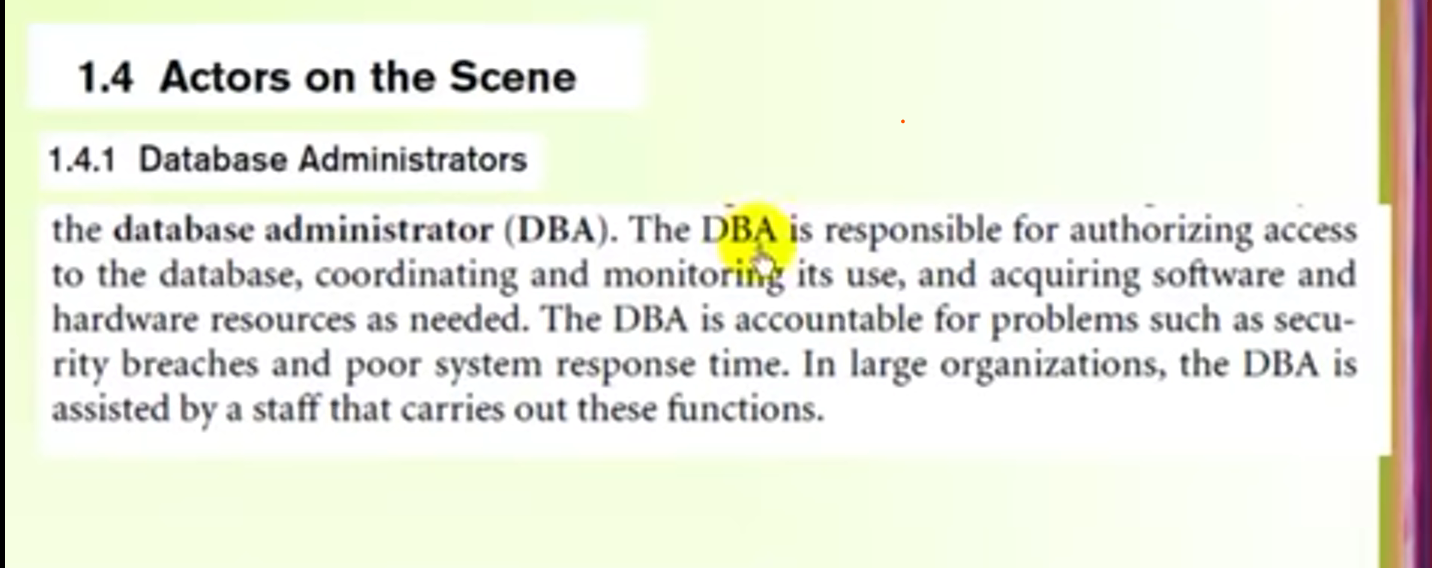 1.4 Actors on the Scene
1.4.1 Database Administrators
the database administrator (DBA). The DBA is responsible for authorizing access
to the database, coordinating and monitoring its use, and acquiring software and
hardware resources as needed. The DBA is accountable for problems such as secu-
rity breaches and poor system response time. In large organizations, the DBA is
assisted by a staff that carries out these functions.